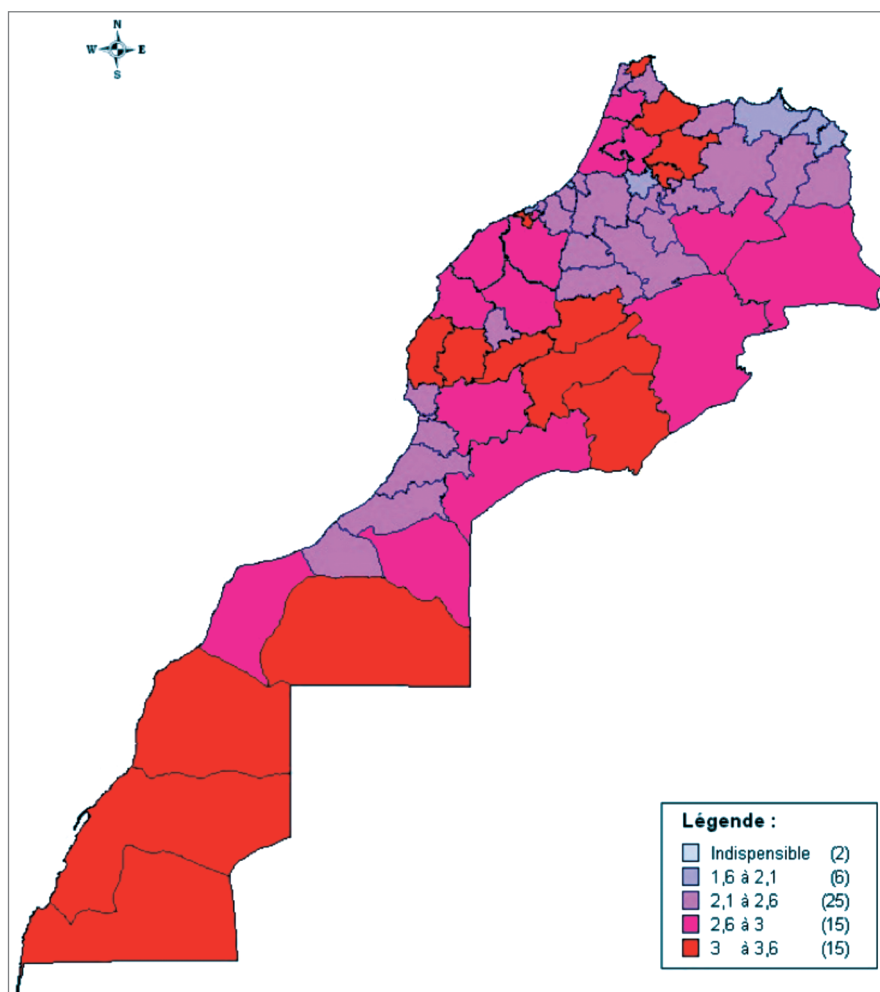 N
W E
S
Légende :
Indispensible (2)
1,6 à 2,1 (6)
2,1 à 2,6 (25)
2,6 à 3 (15)
3 à 3,6 (15)